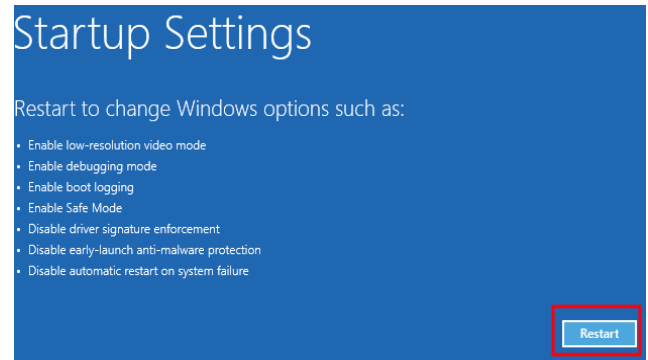 Startup Settings
Restart to change Windows options such as:
• Enable low-resolution video mode
• Enable debugging mode
• Enable boot logging
• Enable Safe Mode
• Disable driver signature enforcement
• Disable early-launch anti-malware protection
• Disable automatic restart on system failure
Restart